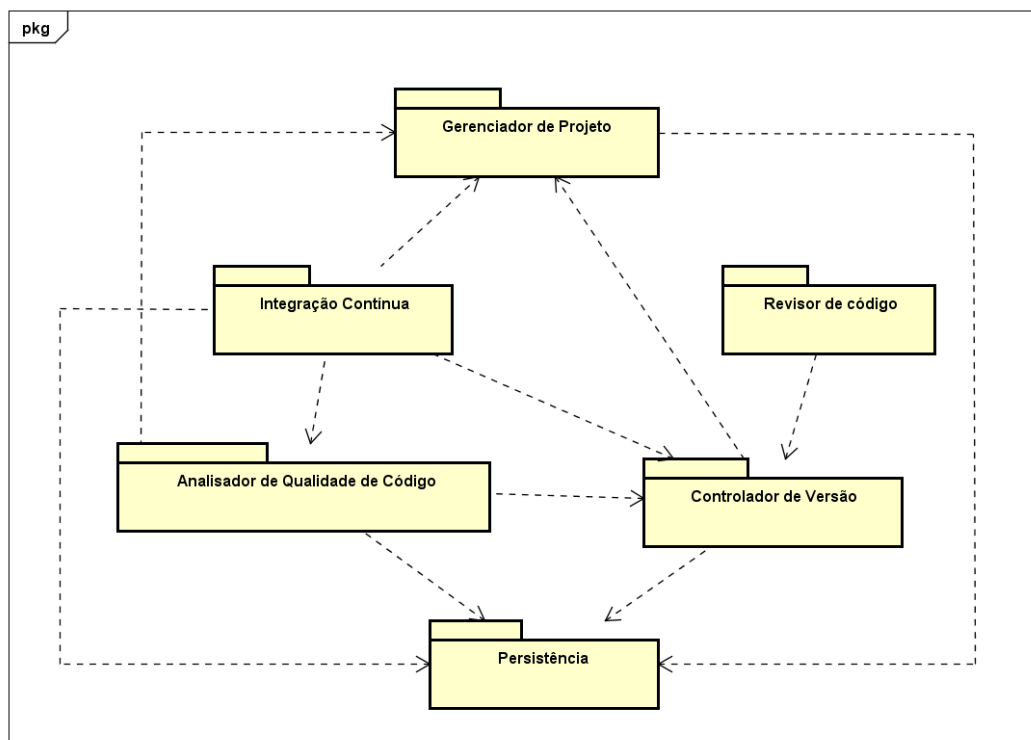 pkg
Gerenciador de Projeto
Integração Contínua
Revisor de código
Analisador de Qualidade de Código
Controlador de Versão
Persistência